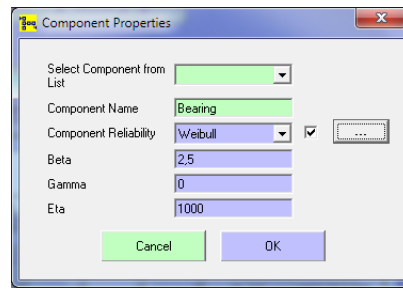 Component Properties
Select Component from
List
Component Name Bearing
Component Reliability Weibull ...
Beta 2,5
Gamma 0
Eta 1000
Cancel OK